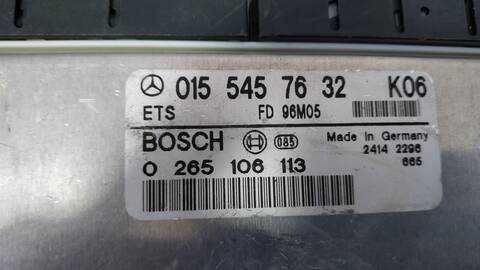 015 545 76 32 K06
ETS FD 96M05
BOSCH 085 Made in Germany
2414 2296
0 265 106 113 665